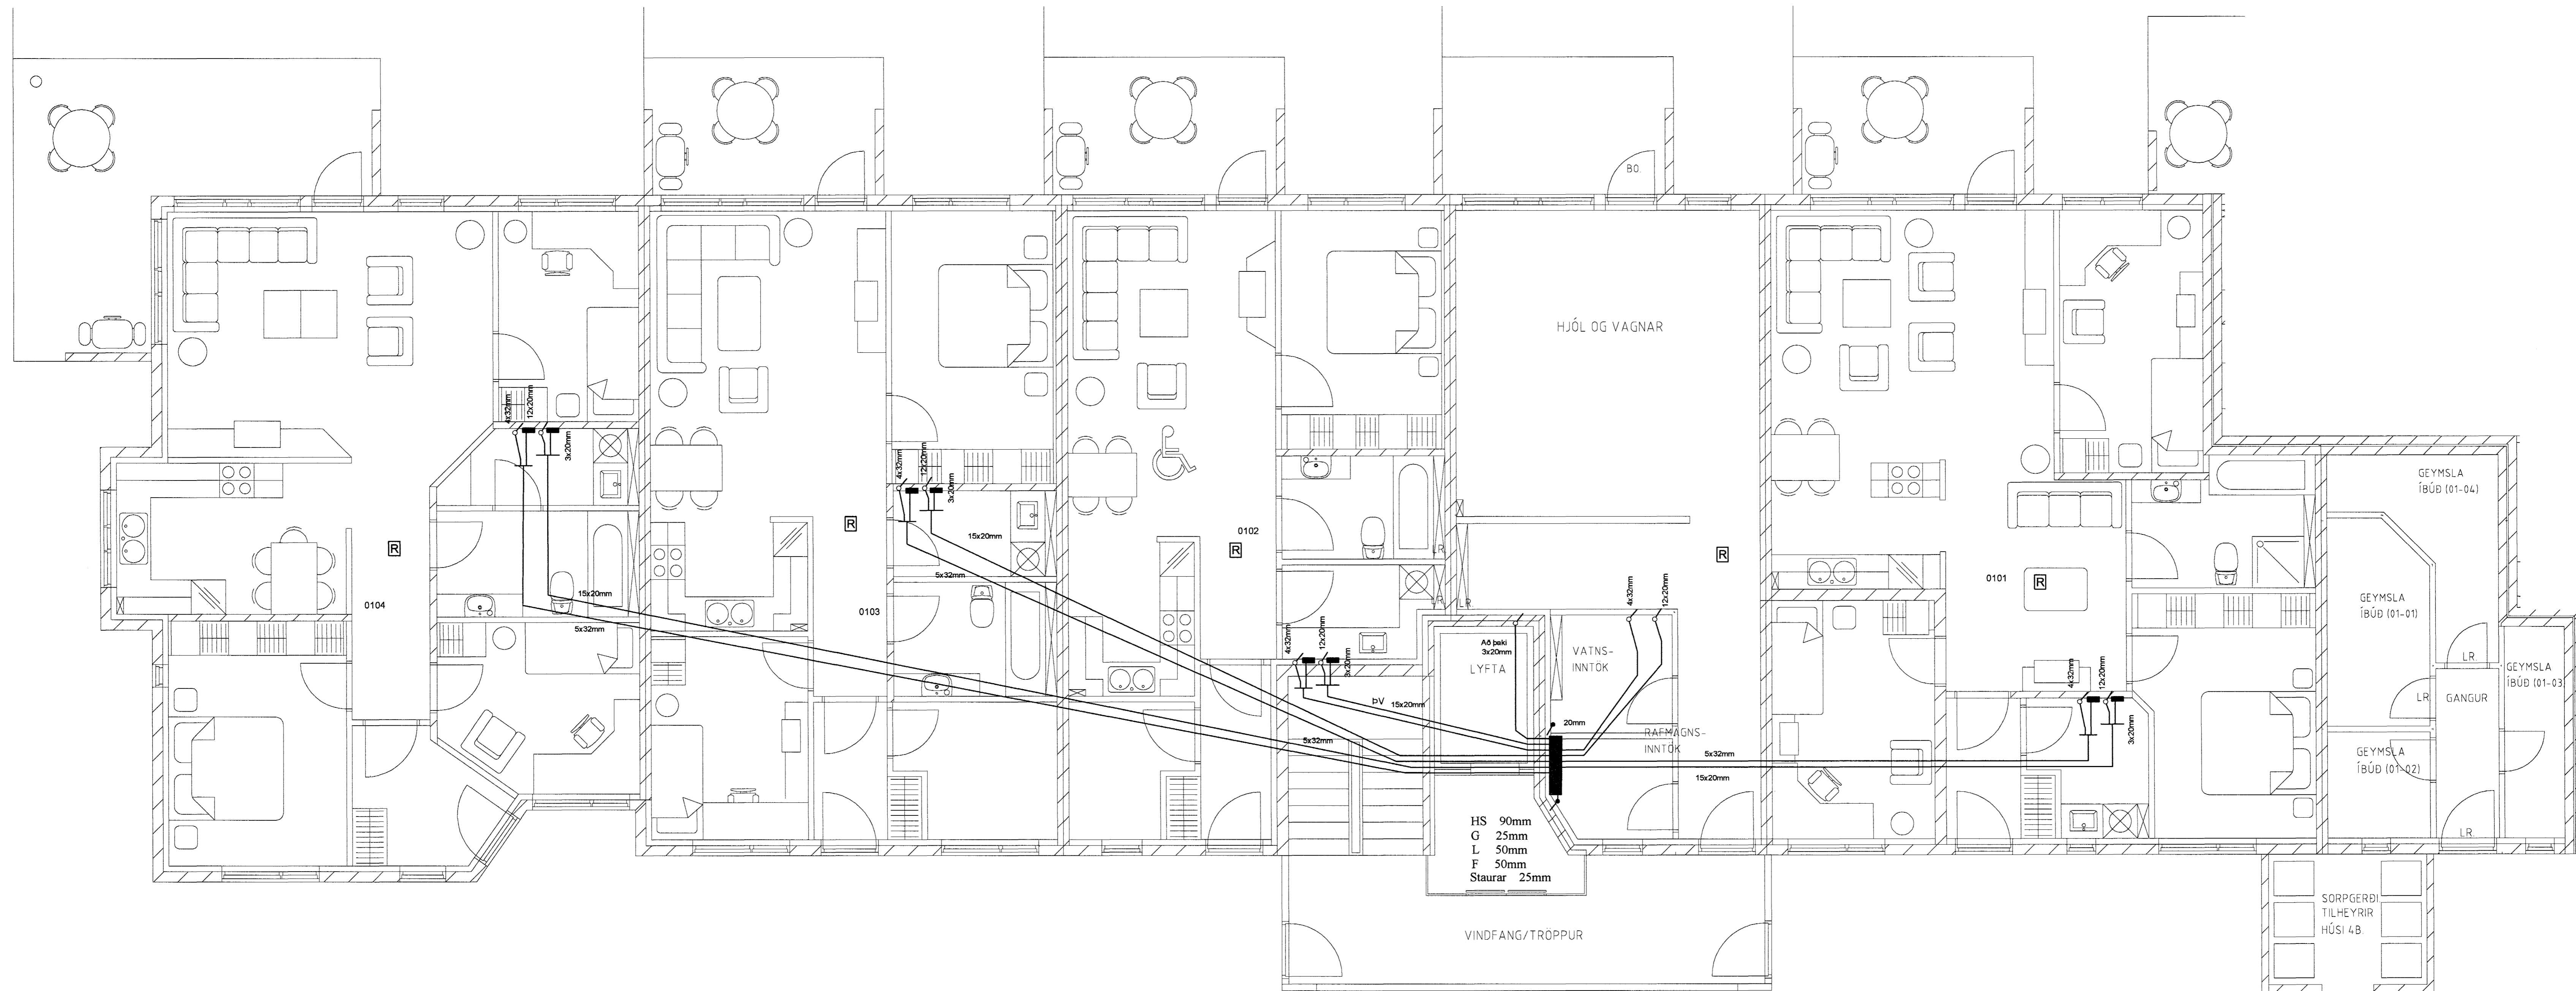 BO.
HJÓL OG VAGNAR
4x32mm
12x20mm
3x20mm
R
0104
15x20mm
5x32mm
4x32mm
12x20mm
3x20mm
R
15x20mm
5x32mm
0103
0102
R
LR.
LR.
LR.
R
4x32mm
12x20mm
3x20mm
ÞV
15x20mm
5x32mm
Að þaki
3x20mm
LYFTA
VATNS-
INNTÖK
4x32mm
12x20mm
20mm
RAFMAGNS-
INNTÖK
5x32mm
15x20mm
0101
R
4x32mm
12x20mm
3x20mm
GEYMSLA
ÍBÚÐ (01-04)
GEYMSLA
ÍBÚÐ (01-01)
LR.
GEYMSLA
ÍBÚÐ (01-03
LR.
GANGUR
GEYMSLA
ÍBÚÐ (01-02)
LR.
HS 90mm
G 25mm
L 50mm
F 50mm
Staurar 25mm
VINDFANG/TRÖPPUR
SORPGERÐI
TILHEYRIR
HÚSI 4B.